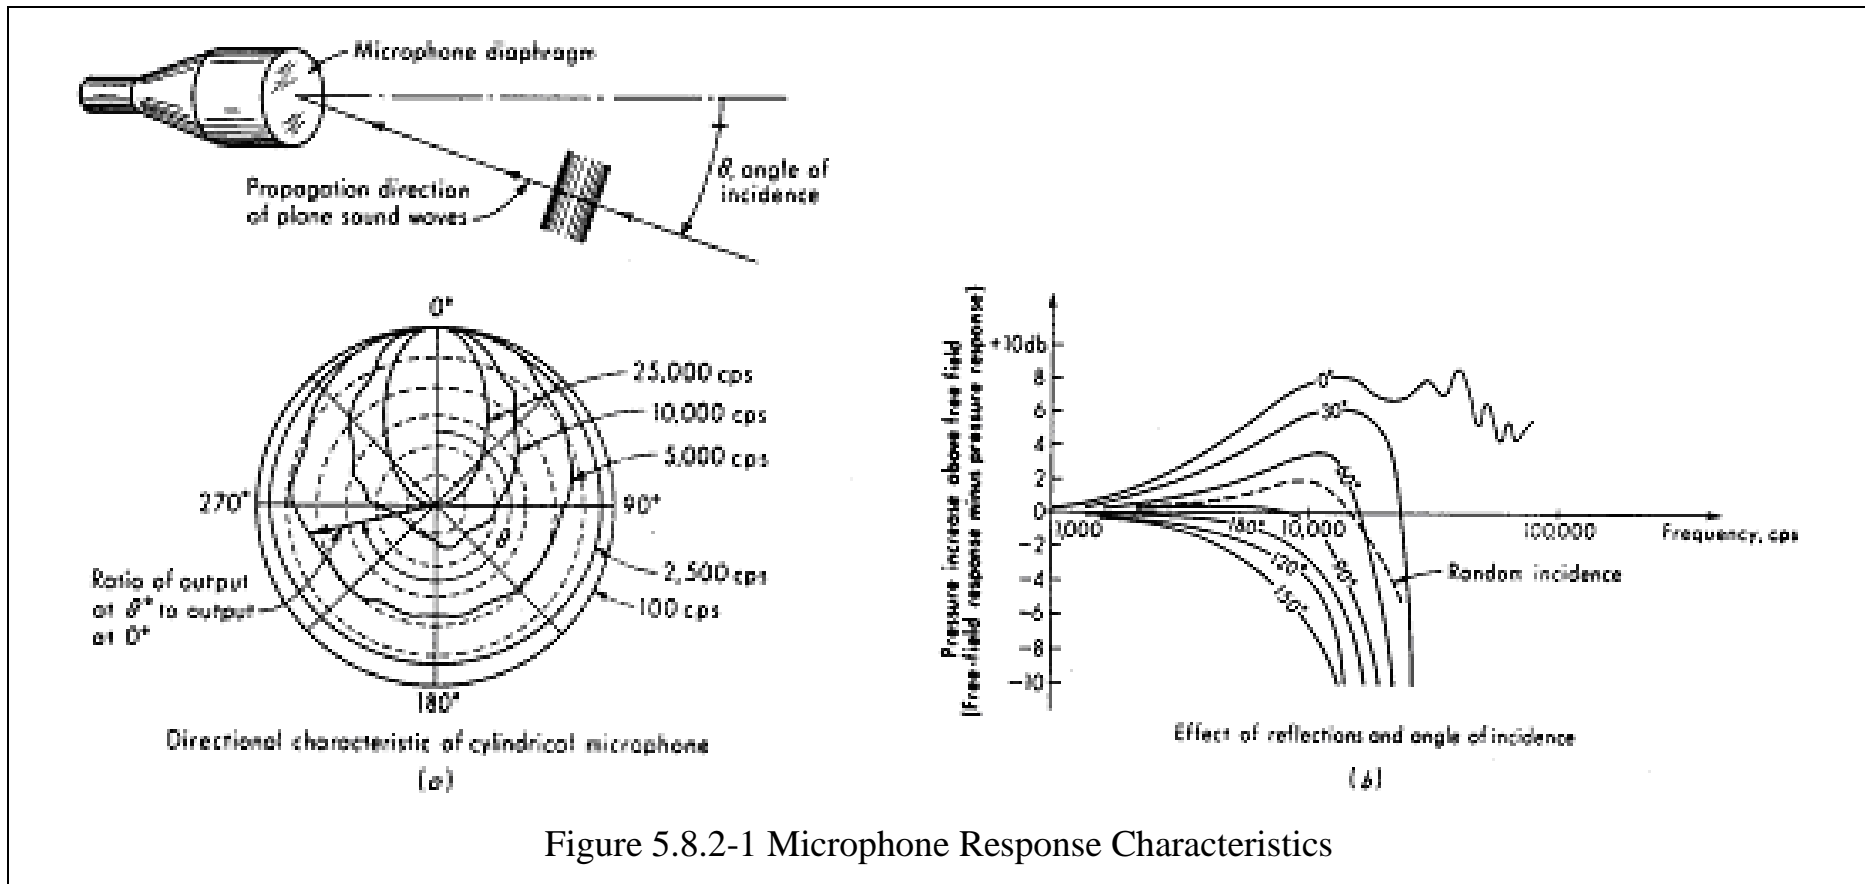 Microphone diaphragm
θ, angle of
incidence
Propagation direction
of plane sound waves
0°
25,000 cps
10,000 cps
5,000 cps
270°
90°
2,500 cps
100 cps
Ratio of output
at θ° to output
at 0°
180°
Directional characteristic of cylindrical microphone
(a)
Pressure increase above free field
[Free-field response minus pressure response]
+10db
8
6
4
2
0
-2
-4
-6
-8
-10
0°
30°
60°
180°
90°
120°
150°
1,000
10,000
100,000
Frequency, cps
Random incidence
Effect of reflections and angle of incidence
(b)
Figure 5.8.2-1 Microphone Response Characteristics